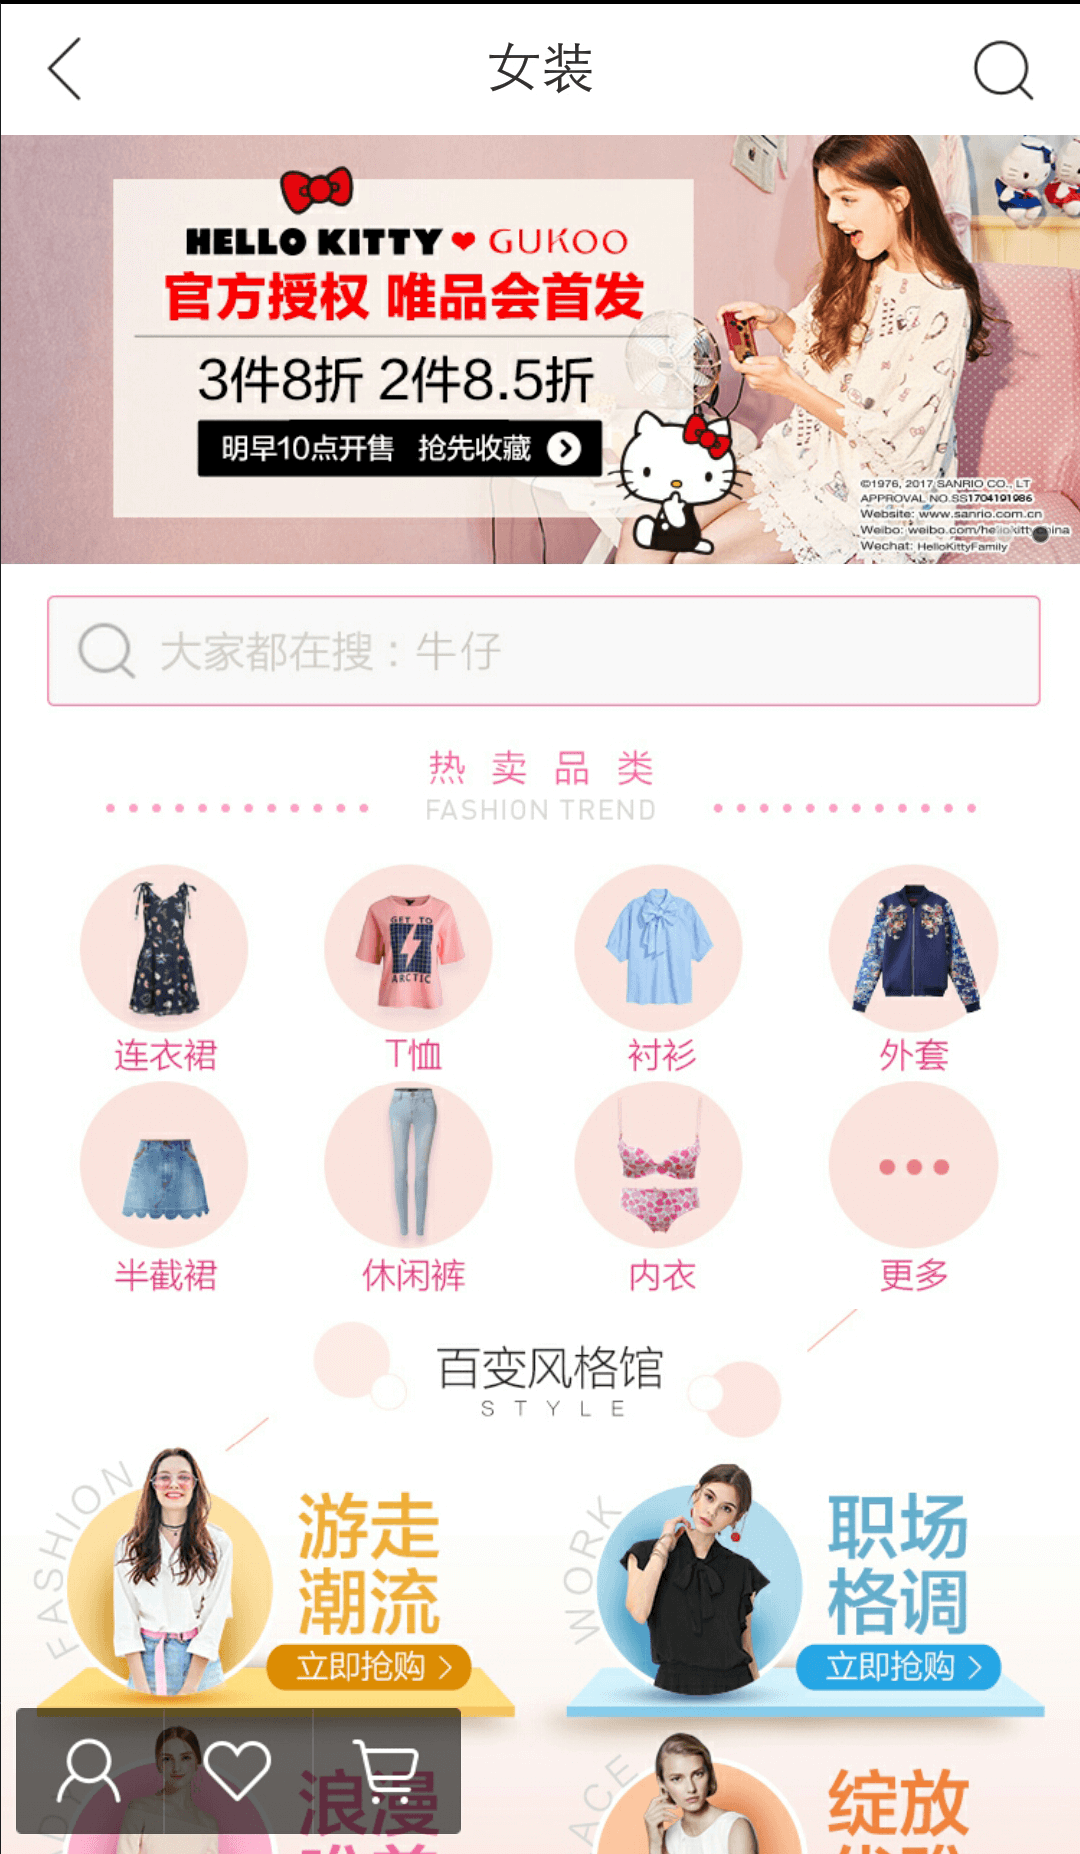 女装
HELLO KITTY ❤ GUKOO
官方授权 唯品会首发
3件8折 2件8.5折
明早10点开售 抢先收藏
©1976, 2017 SANRIO CO., LT
APPROVAL NO.SS1704191986
Website: www.sanrio.com.cn
Weibo: weibo.com/hellokittychina
Wechat: HelloKittyFamily
大家都在搜：牛仔
热卖品类
FASHION TREND
GET TO
ARCTIC
连衣裙 T恤 衬衫 外套
半截裙 休闲裤 内衣 更多
百变风格馆
STYLE
FASHION
游走
潮流
立即抢购
WORK
职场
格调
立即抢购
浪漫
ACE
绽放